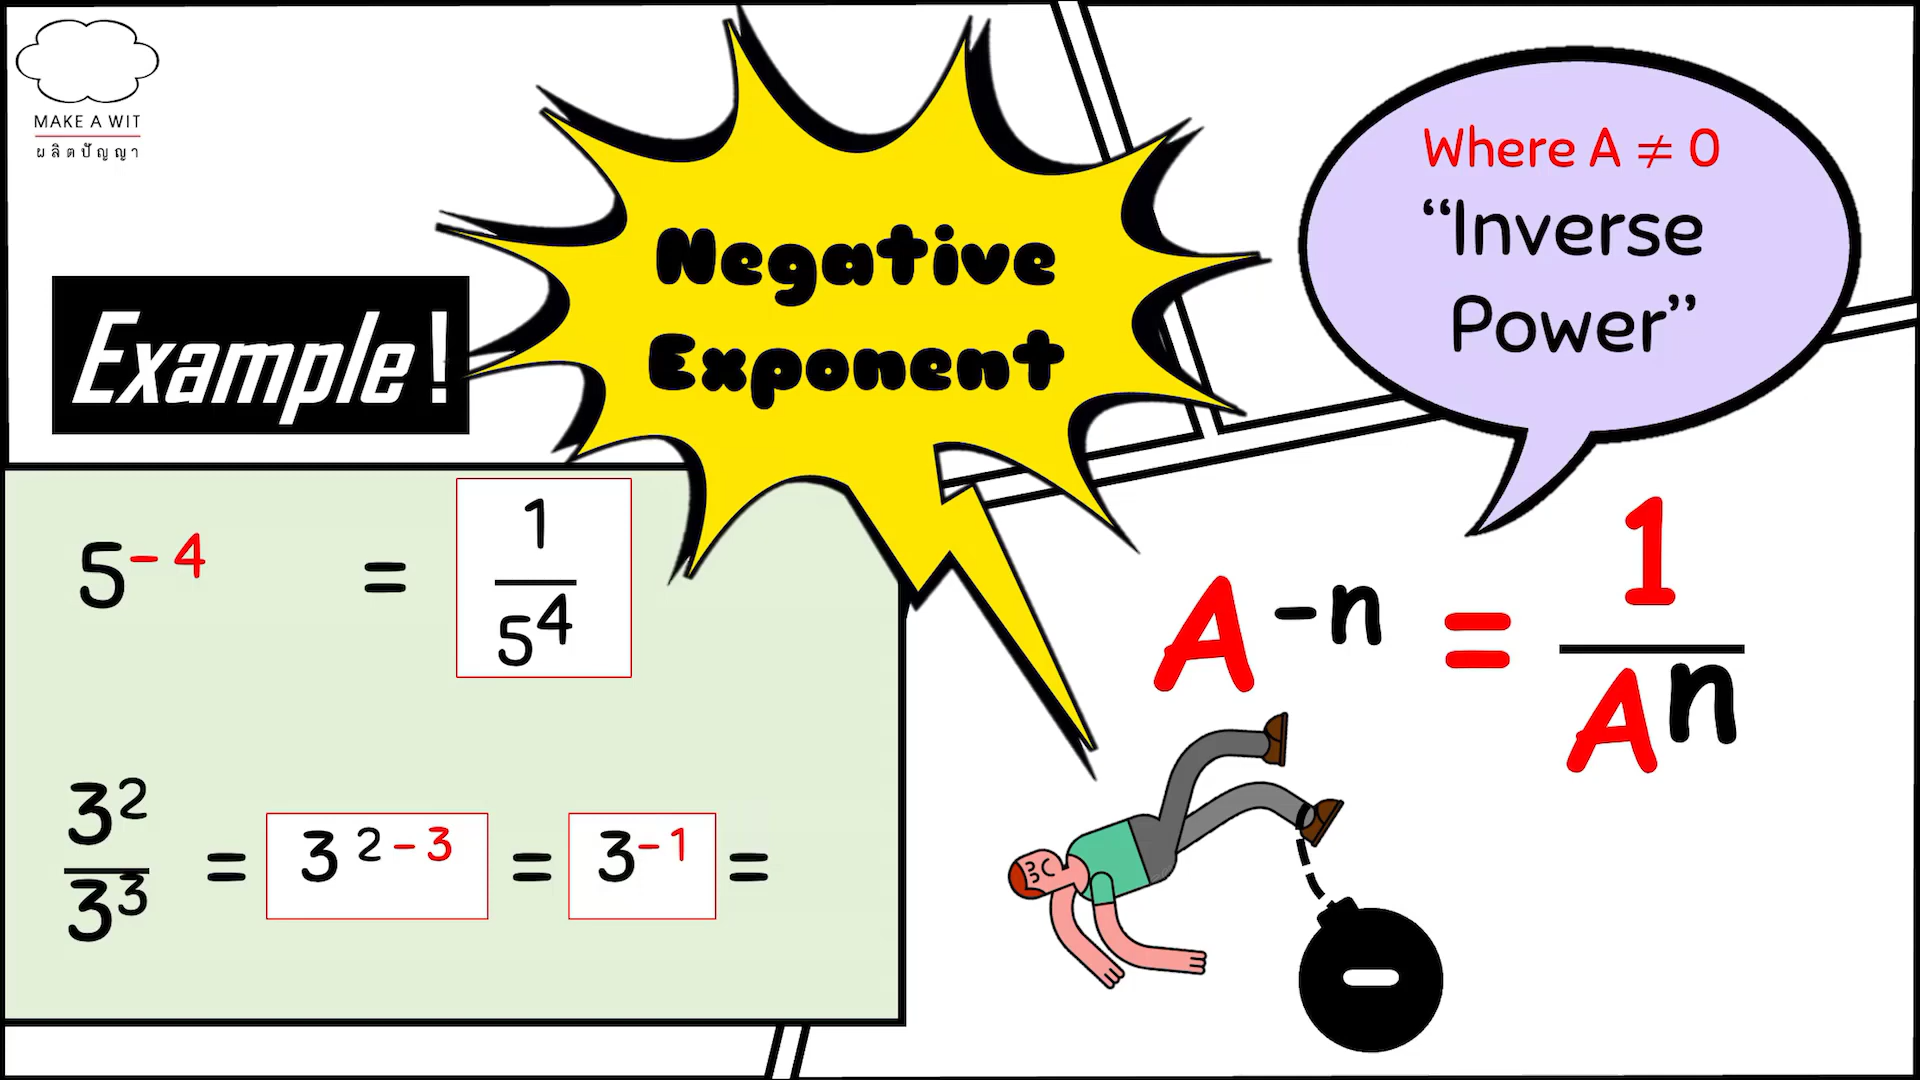 MAKE A WIT
ผลิตปัญญา
Negative
Exponent
Where A ≠ 0
“Inverse
Power”
Example!
5⁻⁴ = 1/5⁴
3²/3³ = 3²⁻³ = 3⁻¹ =
A⁻ⁿ = 1/Aⁿ
-